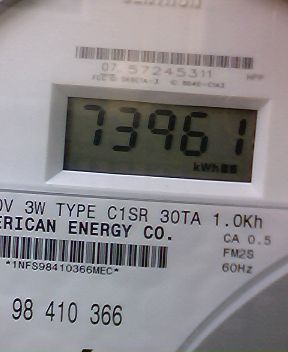 07 57245311
73961
kWh
0V 3W TYPE C1SR 30TA 1.0Kh
ERICAN ENERGY CO.
CA 0.5
FM2S
*1NFS98410366MEC*
60Hz
98 410 366